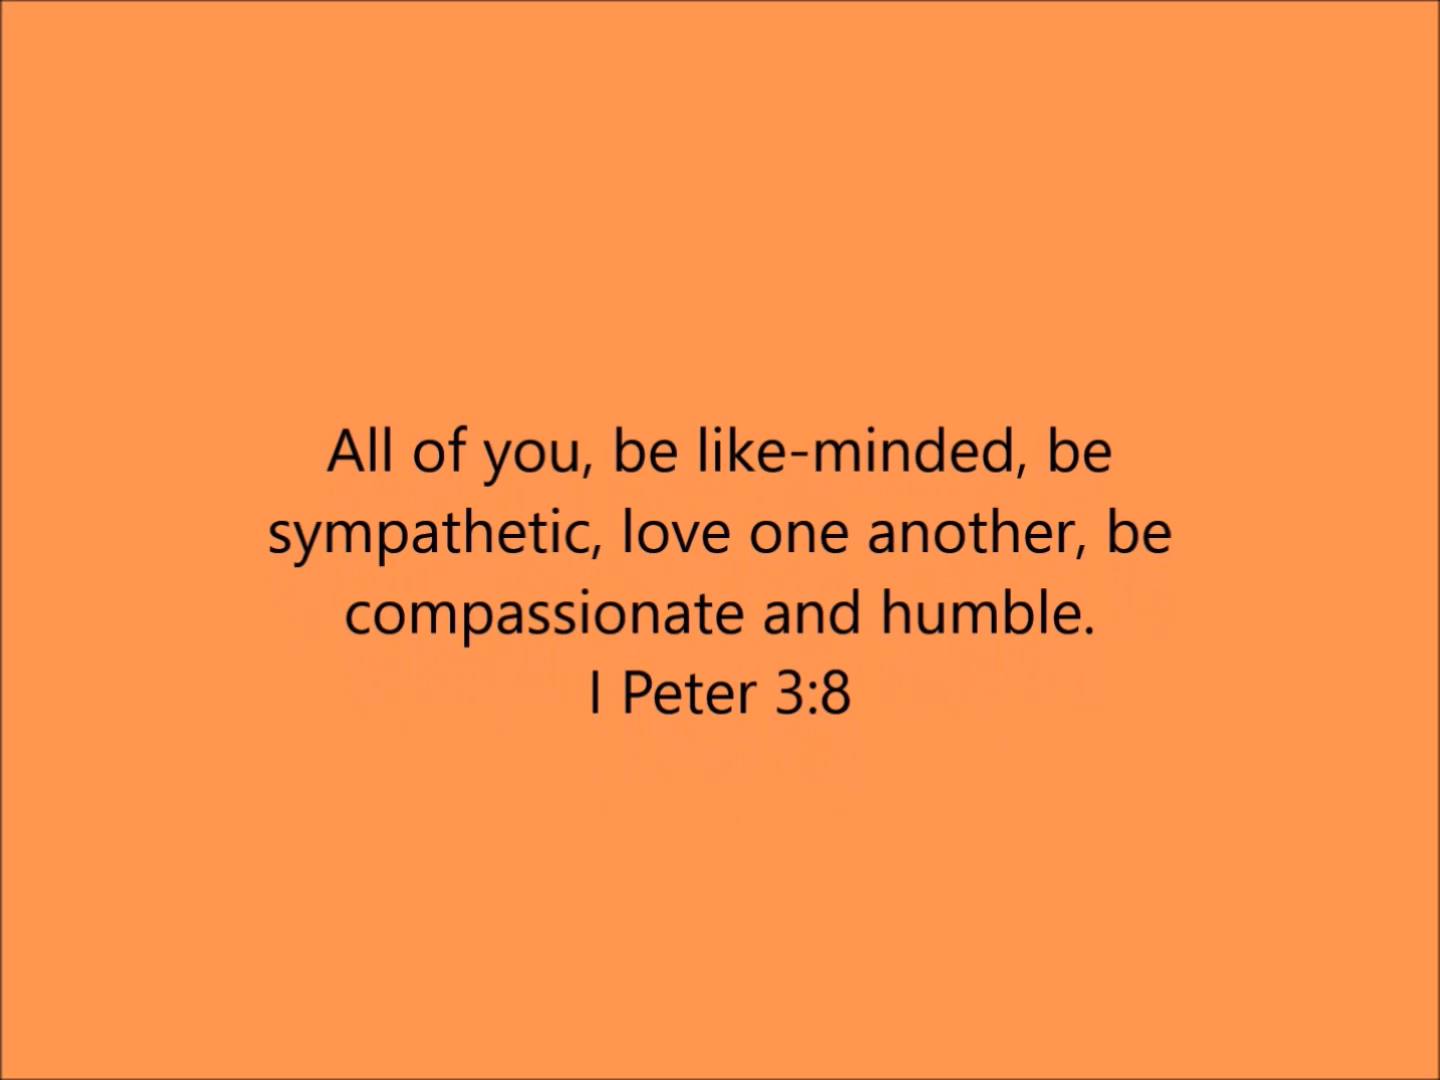 All of you, be like-minded, be
sympathetic, love one another, be
compassionate and humble.
I Peter 3:8